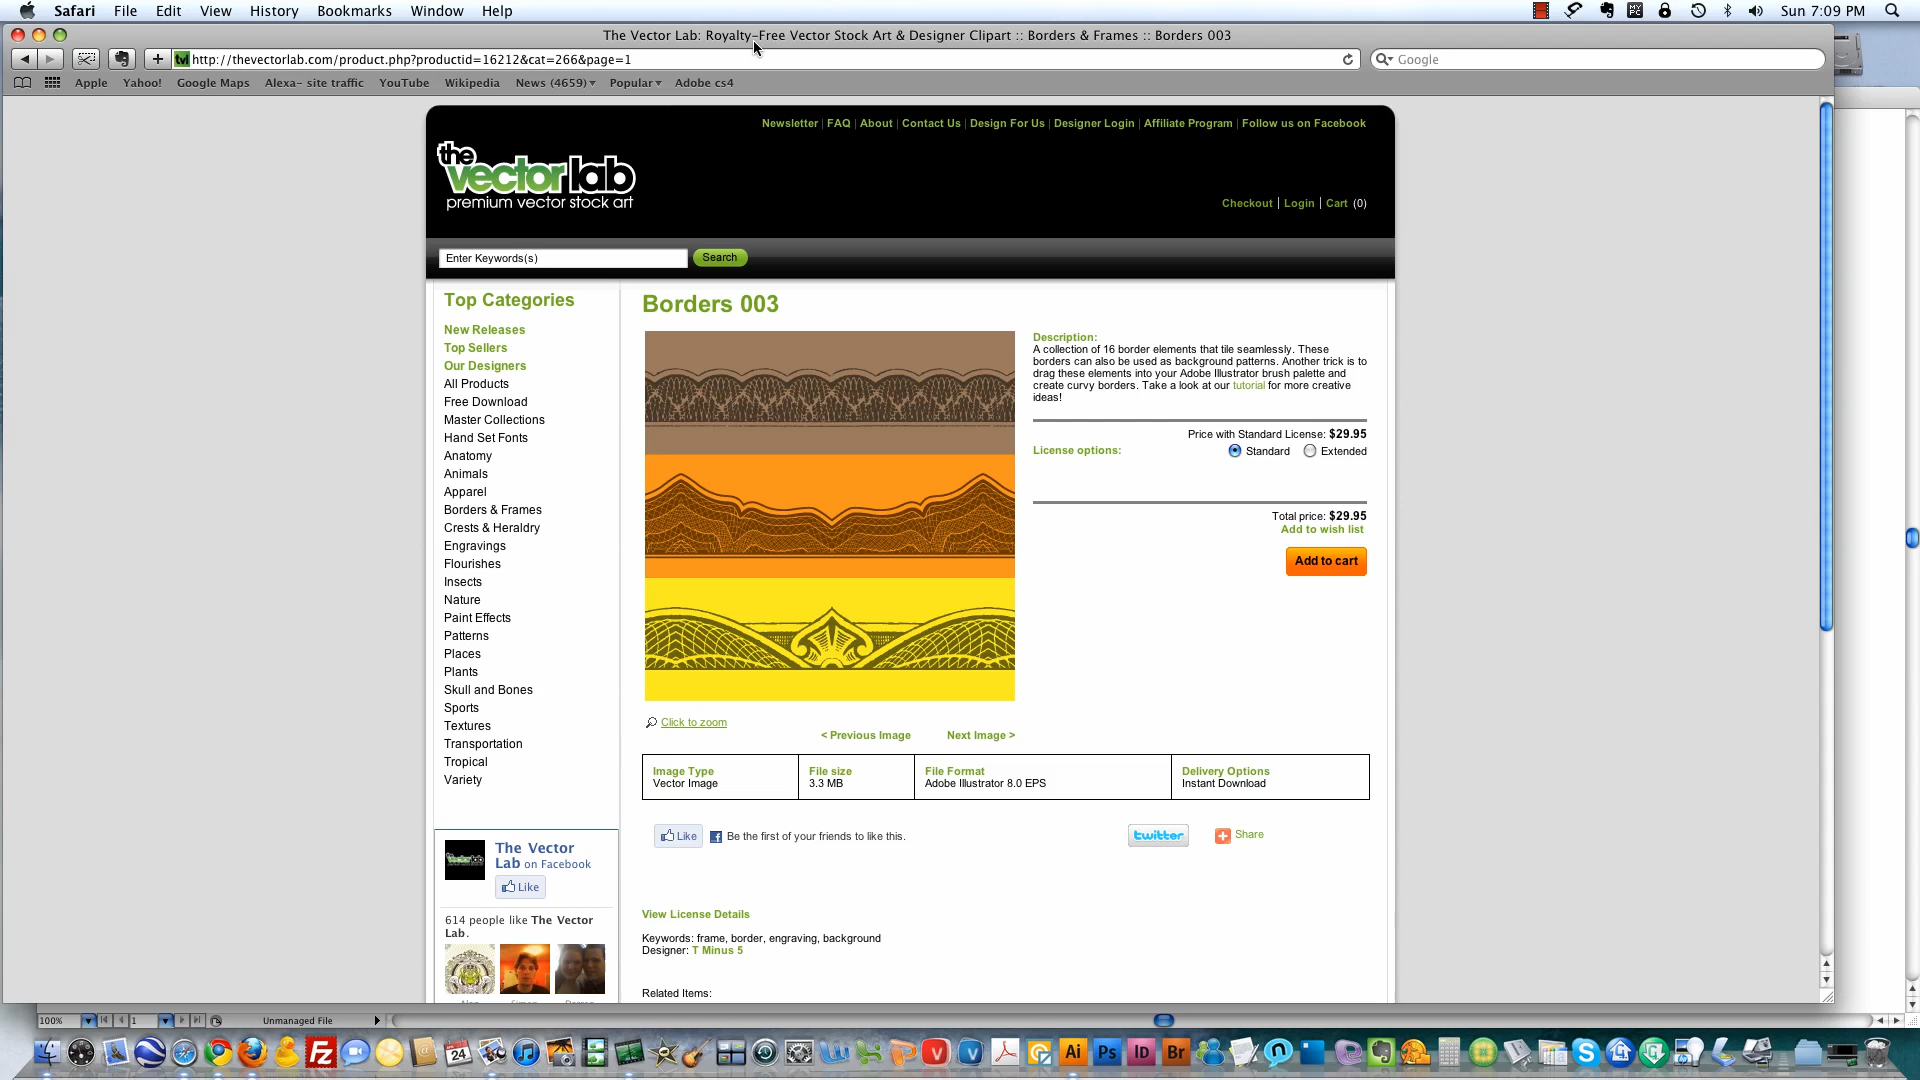 Safari File Edit View History Bookmarks Window Help
Sun 7:09 PM
The Vector Lab: Royalty-Free Vector Stock Art & Designer Clipart :: Borders & Frames :: Borders 003
http://thevectorlab.com/product.php?productid=16212&cat=266&page=1
Google
Apple Yahoo! Google Maps Alexa- site traffic YouTube Wikipedia News (4659) Popular Adobe cs4
Newsletter | FAQ | About | Contact Us | Design For Us | Designer Login | Affiliate Program | Follow us on Facebook
the
vectorlab
premium vector stock art
Checkout | Login | Cart (0)
Enter Keywords(s)
Search
Top Categories
New Releases
Top Sellers
Our Designers
All Products
Free Download
Master Collections
Hand Set Fonts
Anatomy
Animals
Apparel
Borders & Frames
Crests & Heraldry
Engravings
Flourishes
Insects
Nature
Paint Effects
Patterns
Places
Plants
Skull and Bones
Sports
Textures
Transportation
Tropical
Variety
The Vector
Lab on Facebook
Like
614 people like The Vector
Lab.
Borders 003
Description:
A collection of 16 border elements that tile seamlessly. These
borders can also be used as background patterns. Another trick is to
drag these elements into your Adobe Illustrator brush palette and
create curvy borders. Take a look at our tutorial for more creative
ideas!
Price with Standard License: $29.95
License options:
Standard Extended
Total price: $29.95
Add to wish list
Add to cart
Click to zoom
< Previous Image Next Image >
Image Type
Vector Image
File size
3.3 MB
File Format
Adobe Illustrator 8.0 EPS
Delivery Options
Instant Download
Like
Be the first of your friends to like this.
twitter
Share
View License Details
Keywords: frame, border, engraving, background
Designer: T Minus 5
Related Items:
100%
1
Unmanaged File
24
Ai Ps Id Br